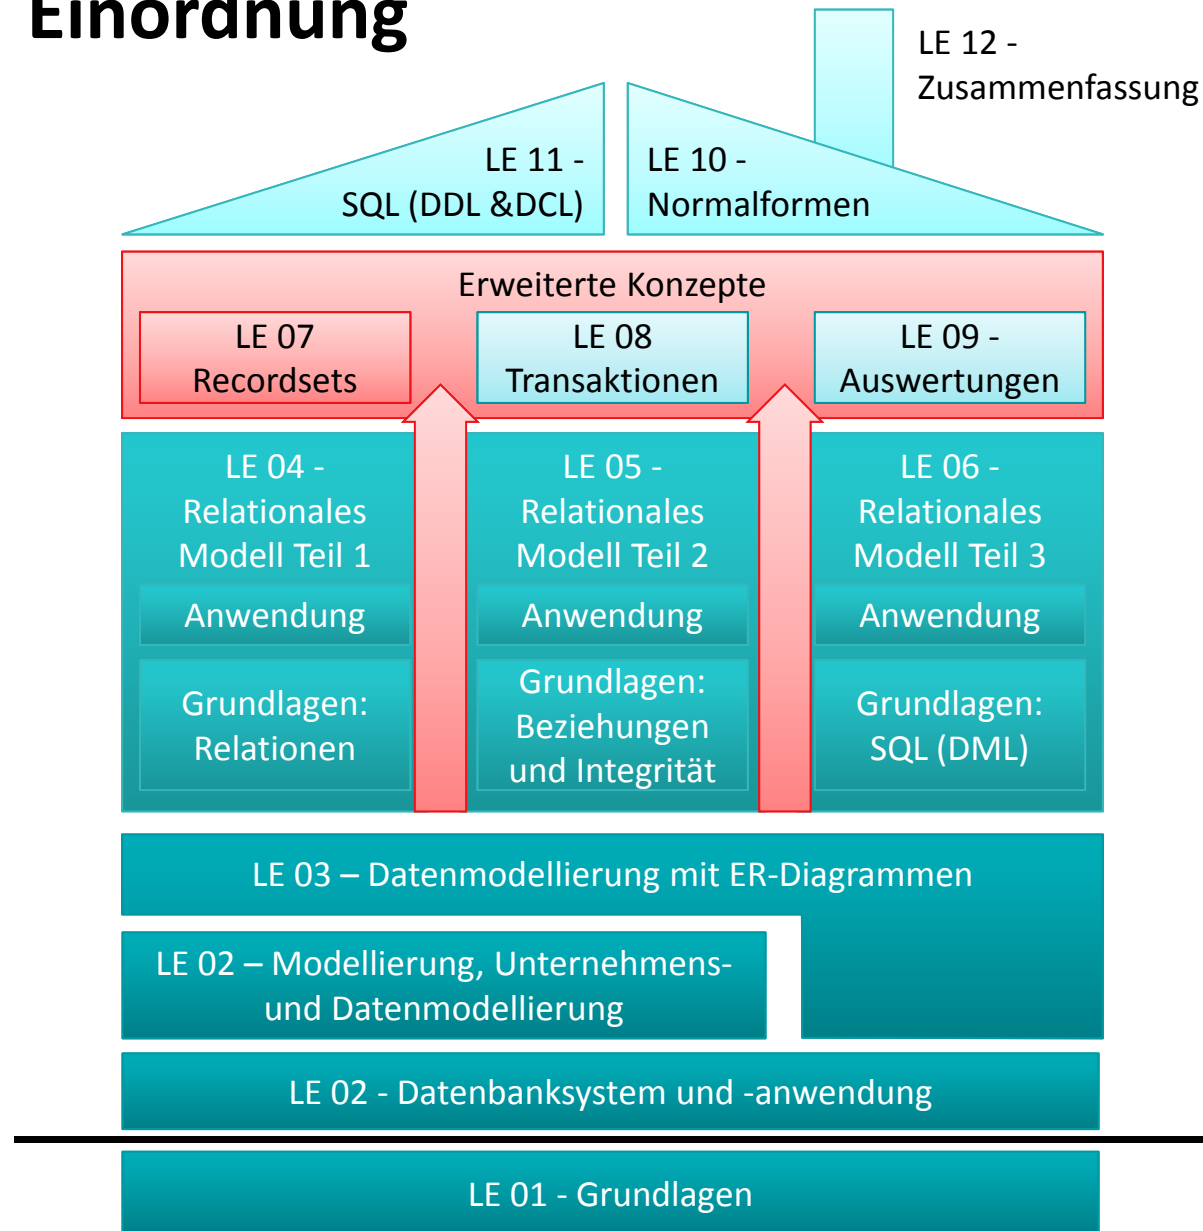 Einordnung
LE 12 -
Zusammenfassung
LE 11 -
SQL (DDL &DCL)
LE 10 -
Normalformen
Erweiterte Konzepte
LE 07
Recordsets
LE 08
Transaktionen
LE 09 -
Auswertungen
LE 04 -
Relationales
Modell Teil 1
Anwendung
Grundlagen:
Relationen
LE 05 -
Relationales
Modell Teil 2
Anwendung
Grundlagen:
Beziehungen
und Integrität
LE 06 -
Relationales
Modell Teil 3
Anwendung
Grundlagen:
SQL (DML)
LE 03 – Datenmodellierung mit ER-Diagrammen
LE 02 – Modellierung, Unternehmens-
und Datenmodellierung
LE 02 - Datenbanksystem und -anwendung
LE 01 - Grundlagen